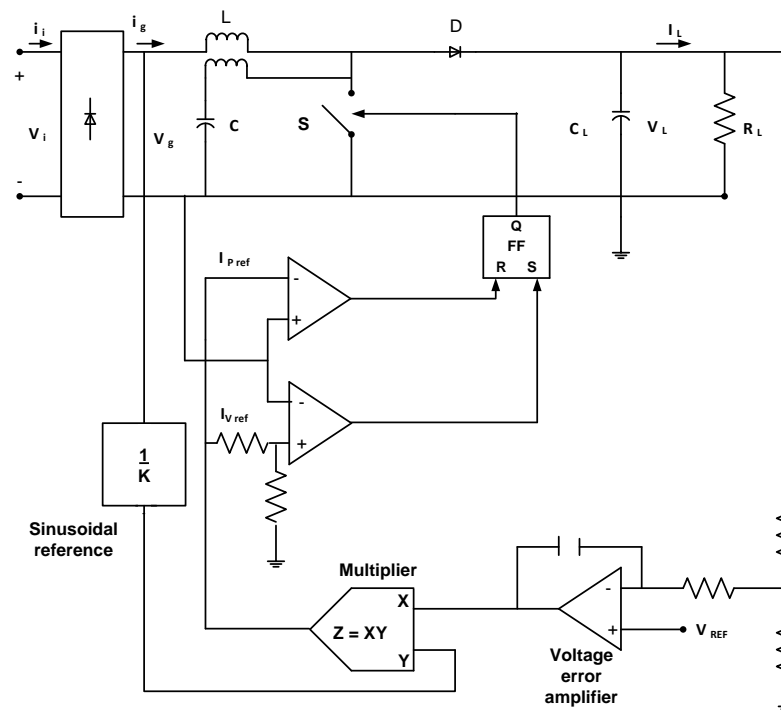 i i
i g
L
D
I L
+
V i
-
V g
C
S
C L
V L
R L
Q
FF
R S
I P ref
-
+
I V ref
-
+
1
K
Sinusoidal
reference
Multiplier
X
Z = XY
Y
-
+
V REF
Voltage
error
amplifier